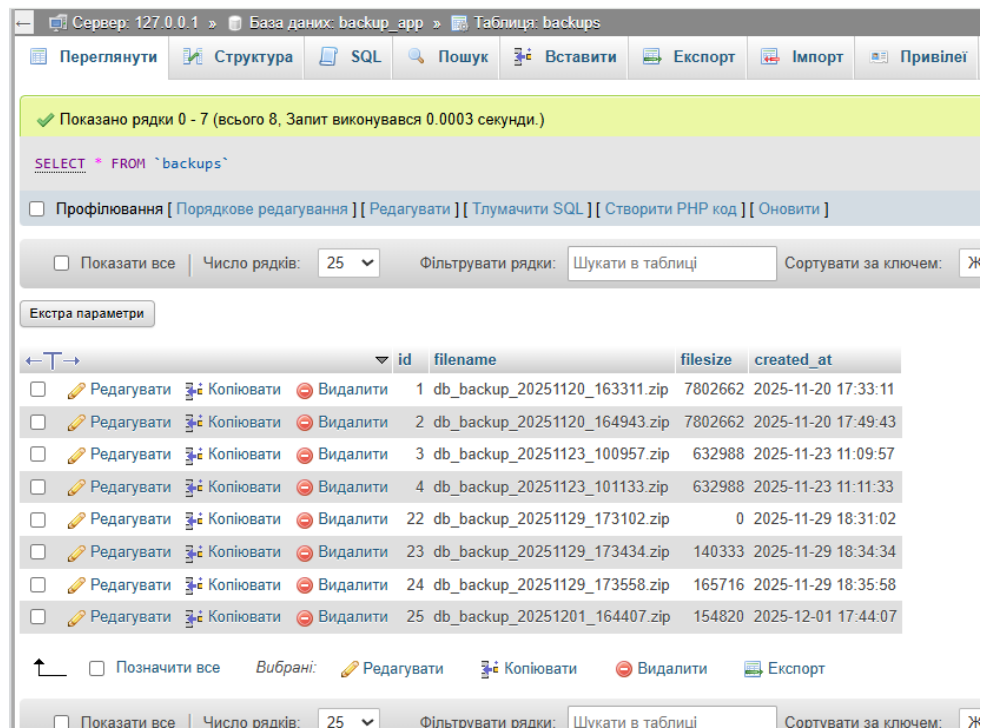 Сервер: 127.0.0.1 » База даних: backup_app » Таблиця: backups
Переглянути Структура SQL Пошук Вставити Експорт Імпорт Привілеї
Показано рядки 0 - 7 (всього 8, Запит виконувався 0.0003 секунди.)
SELECT * FROM `backups`
Профілювання [ Порядкове редагування ] [ Редагувати ] [ Тлумачити SQL ] [ Створити PHP код ] [ Оновити ]
Показати все | Число рядків: 25 Фільтрувати рядки: Шукати в таблиці Сортувати за ключем: Ж
Екстра параметри
←T→ id filename filesize created_at
Редагувати Копіювати Видалити 1 db_backup_20251120_163311.zip 7802662 2025-11-20 17:33:11
Редагувати Копіювати Видалити 2 db_backup_20251120_164943.zip 7802662 2025-11-20 17:49:43
Редагувати Копіювати Видалити 3 db_backup_20251123_100957.zip 632988 2025-11-23 11:09:57
Редагувати Копіювати Видалити 4 db_backup_20251123_101133.zip 632988 2025-11-23 11:11:33
Редагувати Копіювати Видалити 22 db_backup_20251129_173102.zip 0 2025-11-29 18:31:02
Редагувати Копіювати Видалити 23 db_backup_20251129_173434.zip 140333 2025-11-29 18:34:34
Редагувати Копіювати Видалити 24 db_backup_20251129_173558.zip 165716 2025-11-29 18:35:58
Редагувати Копіювати Видалити 25 db_backup_20251201_164407.zip 154820 2025-12-01 17:44:07
Позначити все Вибрані: Редагувати Копіювати Видалити Експорт
Показати все | Число рядків: 25 Фільтрувати рядки: Шукати в таблиці Сортувати за ключем: Ж